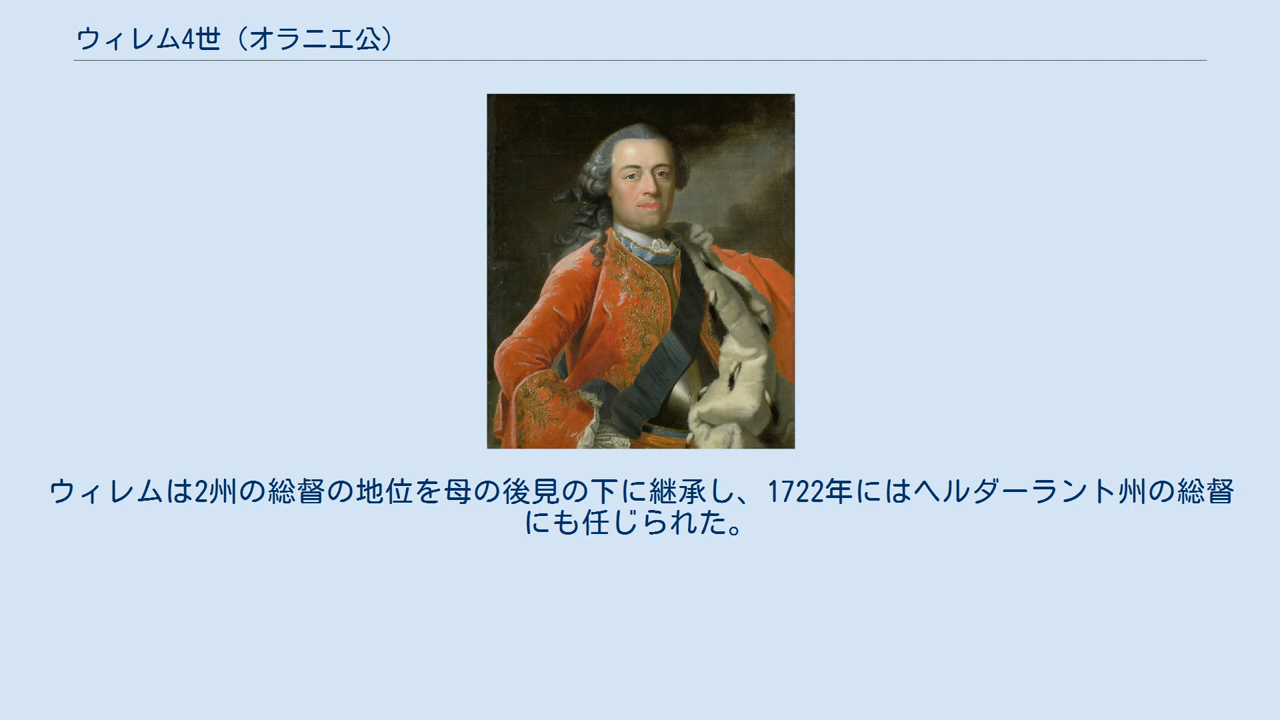 ウィレム4世（オラニエ公）
ウィレムは2州の総督の地位を母の後見の下に継承し、1722年にはヘルダーラント州の総督
にも任じられた。